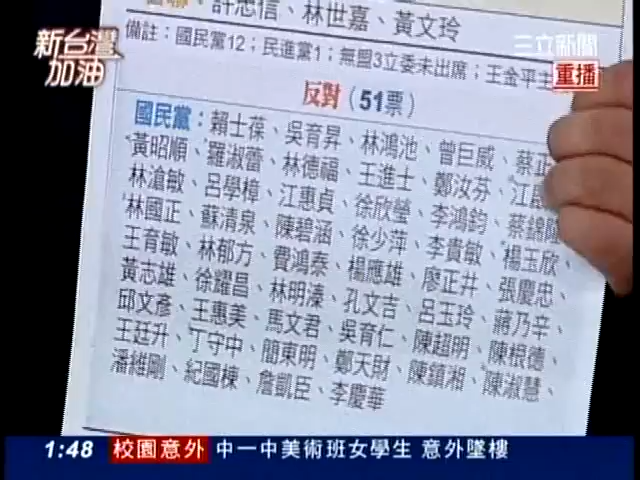 新台灣
加油
三立新聞
重播
許忠信、林世嘉、黃文玲
備註：國民黨12；民進黨1；無盟3立委未出席；王金平主
反對（51票）
國民黨：賴士葆、吳育昇、林鴻池、曾巨威、蔡正
黃昭順、羅淑蕾、林德福、王進士、鄭汝芬、江
林滄敏、呂學樟、江惠貞、徐欣瑩、李鴻鈞、蔡錦隆
林國正、蘇清泉、陳碧涵、徐少萍、李貴敏、楊玉欣、
王育敏、林郁方、費鴻泰、楊應雄、廖正井、張慶忠、
黃志雄、徐耀昌、林明溱、孔文吉、呂玉玲、蔣乃辛、
邱文彥、王惠美、馬文君、吳育仁、陳超明、陳根德、
王廷升、丁守中、簡東明、鄭天財、陳鎮湘、陳淑慧、
潘維剛、紀國棟、詹凱臣、李慶華
1:48 校園意外 中一中美術班女學生 意外墜樓